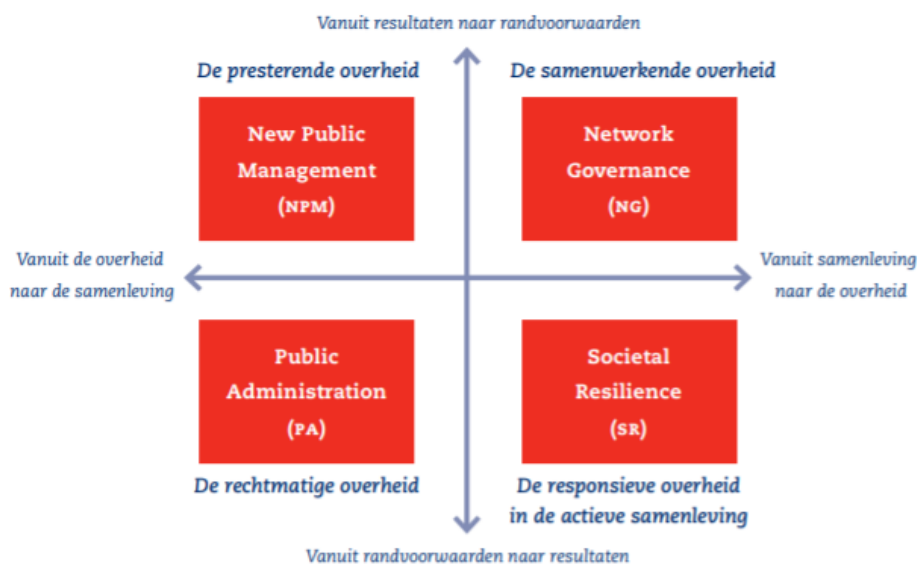 Vanuit resultaten naar randvoorwaarden
De presterende overheid
De samenwerkende overheid
New Public
Management
(NPM)
Network
Governance
(NG)
Vanuit de overheid
naar de samenleving
Vanuit samenleving
naar de overheid
Public
Administration
(PA)
Societal
Resilience
(SR)
De rechtmatige overheid
De responsieve overheid
in de actieve samenleving
Vanuit randvoorwaarden naar resultaten